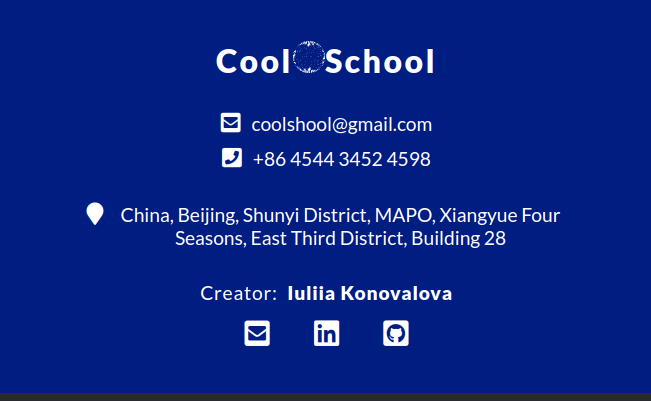 Cool School
coolshool@gmail.com
+86 4544 3452 4598
China, Beijing, Shunyi District, MAPO, Xiangyue Four
Seasons, East Third District, Building 28
Creator: Iuliia Konovalova
in